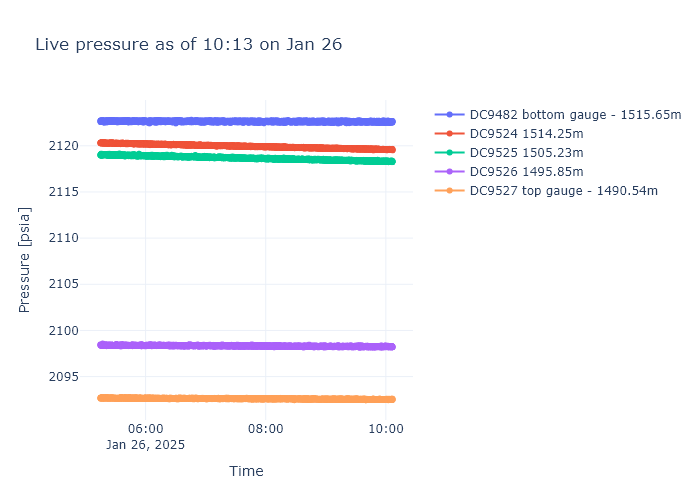 Live pressure as of 10:13 on Jan 26
DC9482 bottom gauge - 1515.65m
DC9524 1514.25m
DC9525 1505.23m
DC9526 1495.85m
DC9527 top gauge - 1490.54m
Pressure [psia]
2120
2115
2110
2105
2100
2095
06:00
08:00
10:00
Jan 26, 2025
Time